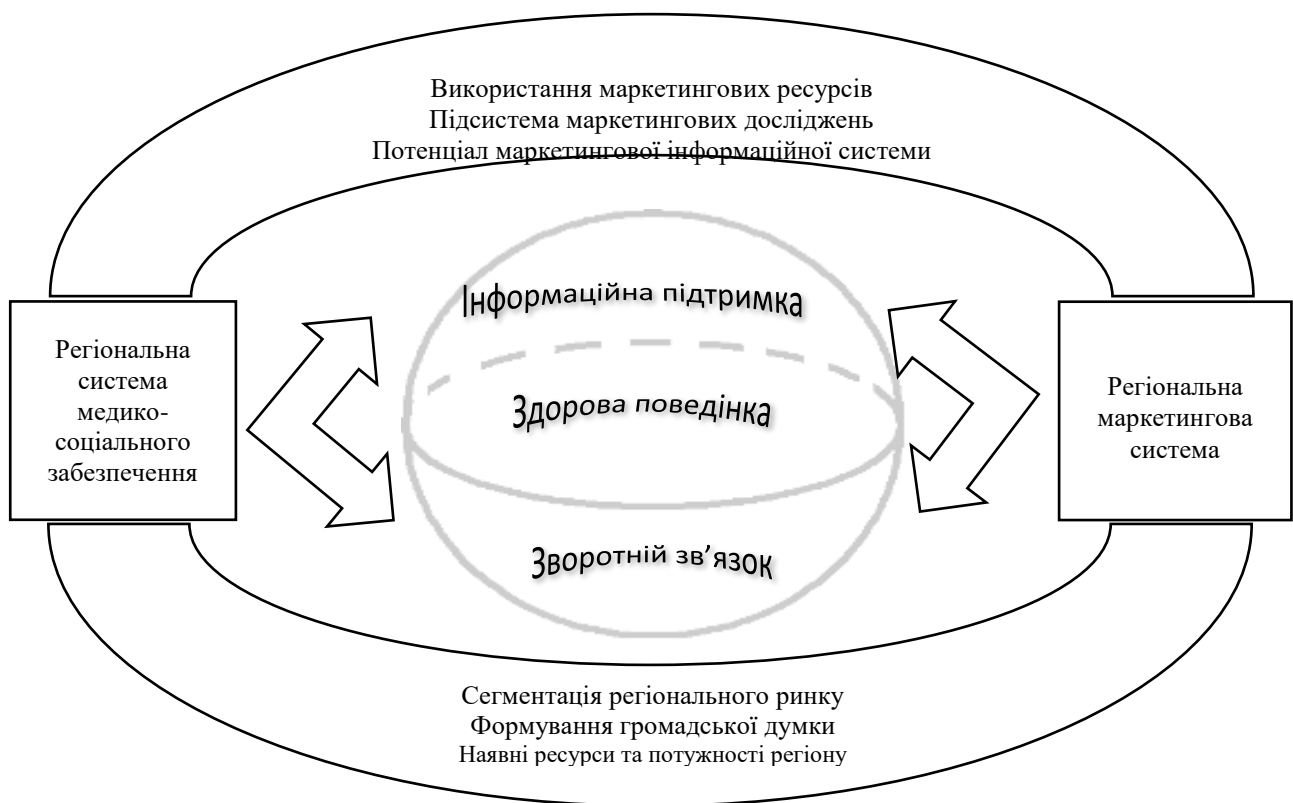 Використання маркетингових ресурсів
Підсистема маркетингових досліджень
Потенціал маркетингової інформаційної системи
Інформаційна підтримка
Регіональна
система
медико-
соціального
забезпечення
Здорова поведінка
Регіональна
маркетингова
система
Зворотній зв’язок
Сегментація регіонального ринку
Формування громадської думки
Наявні ресурси та потужності регіону